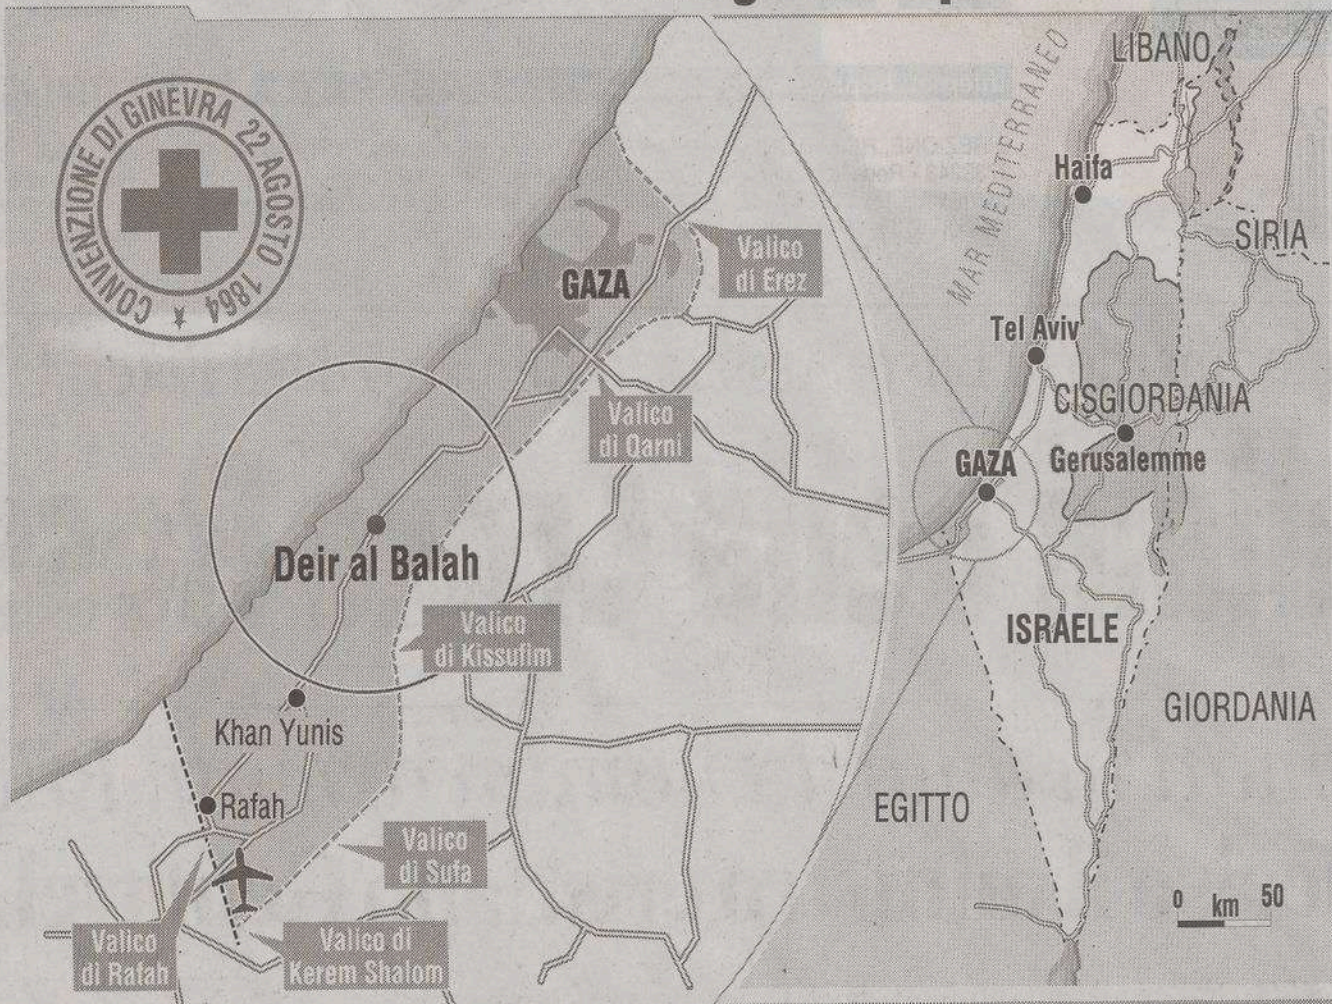 CONVENZIONE DI GINEVRA 22 AGOSTO 1864
GAZA
Valico
di Erez
Valico
di Qarni
Deir al Balah
Valico
di Kissufim
Khan Yunis
Rafah
Valico
di Sufa
Valico
di Rafah
Valico di
Kerem Shalom
MAR MEDITERRANEO
LIBANO
Haifa
SIRIA
Tel Aviv
CISGIORDANIA
GAZA
Gerusalemme
ISRAELE
GIORDANIA
EGITTO
0 km 50